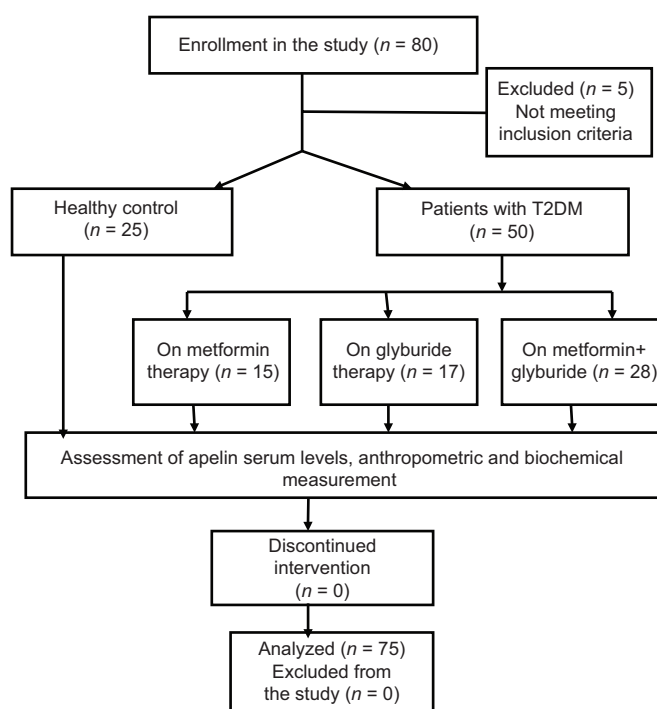 Enrollment in the study (n = 80)
Excluded (n = 5)
Not meeting
inclusion criteria
Healthy control
(n = 25)
Patients with T2DM
(n = 50)
On metformin
therapy (n = 15)
On glyburide
therapy (n = 17)
On metformin+
glyburide (n = 28)
Assessment of apelin serum levels, anthropometric and biochemical
measurement
Discontinued
intervention
(n = 0)
Analyzed (n = 75)
Excluded from
the study (n = 0)